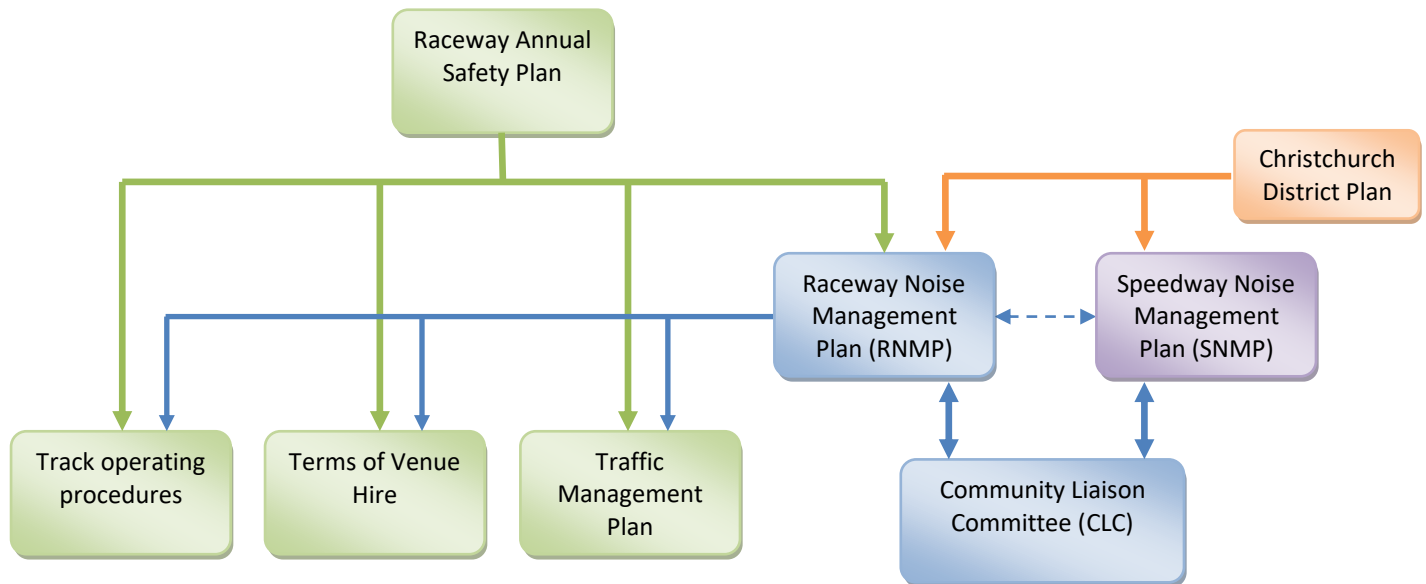 Raceway Annual
Safety Plan
Christchurch
District Plan
Raceway Noise
Management
Plan (RNMP)
Speedway Noise
Management
Plan (SNMP)
Track operating
procedures
Terms of Venue
Hire
Traffic
Management
Plan
Community Liaison
Committee (CLC)